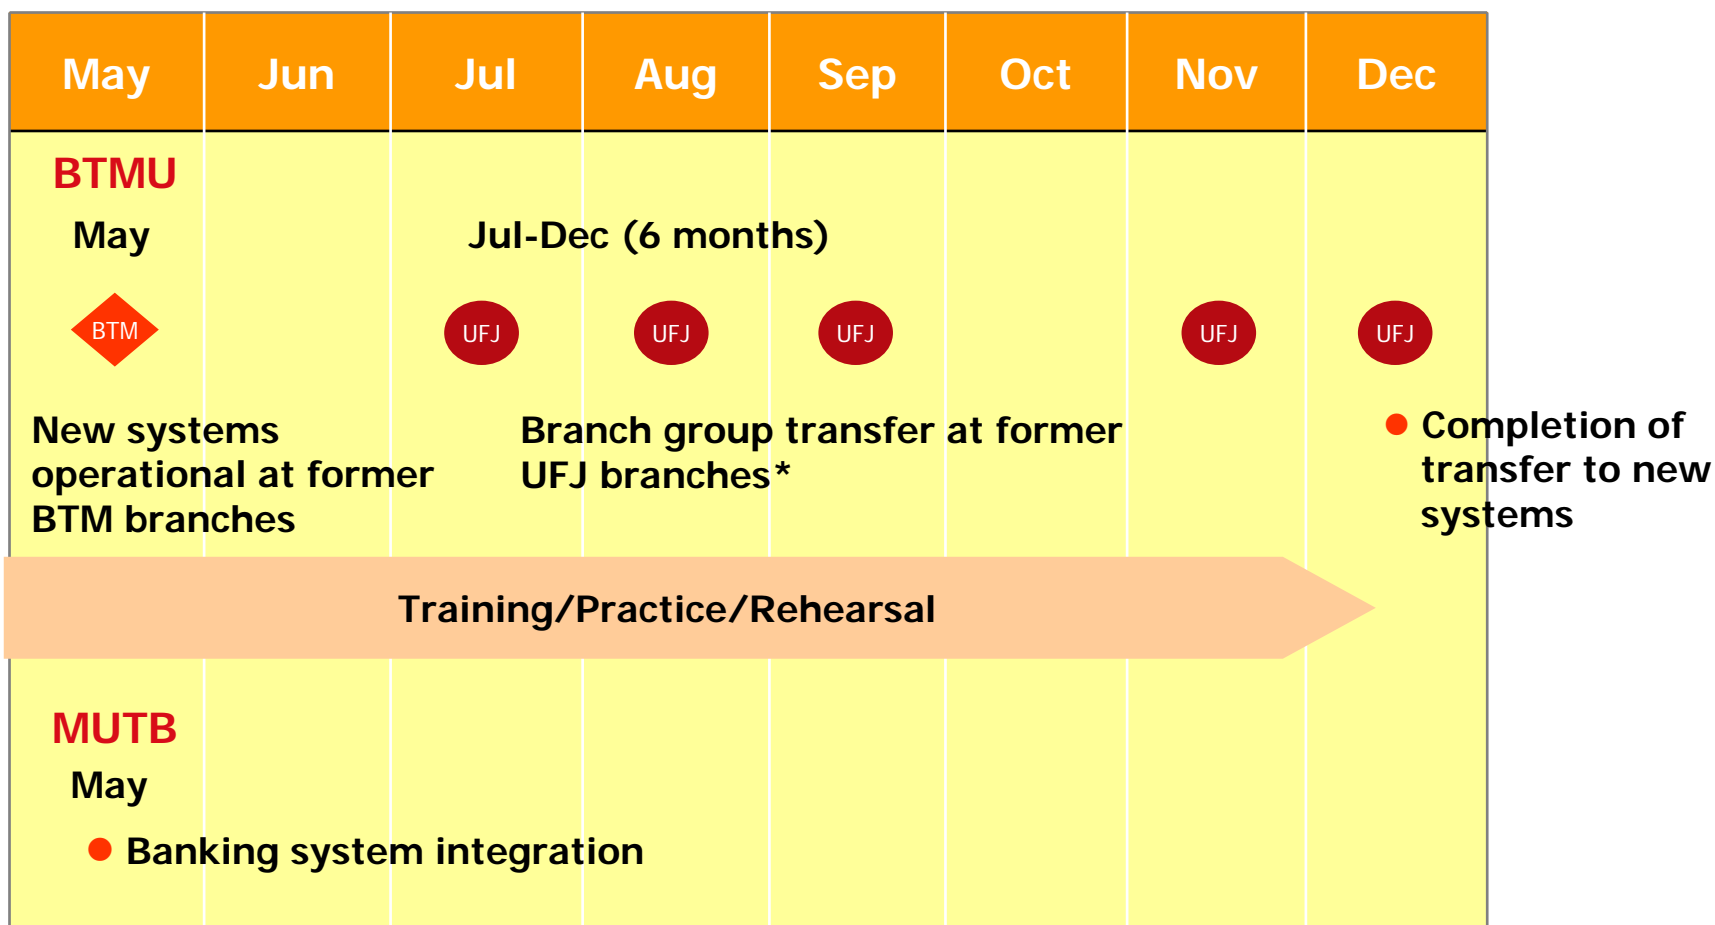 May Jun Jul Aug Sep Oct Nov Dec
BTMU
May Jul-Dec (6 months)
BTM UFJ UFJ UFJ UFJ UFJ
New systems
operational at former
BTM branches
Branch group transfer at former
UFJ branches*
Completion of
transfer to new
systems
Training/Practice/Rehearsal
MUTB
May
Banking system integration